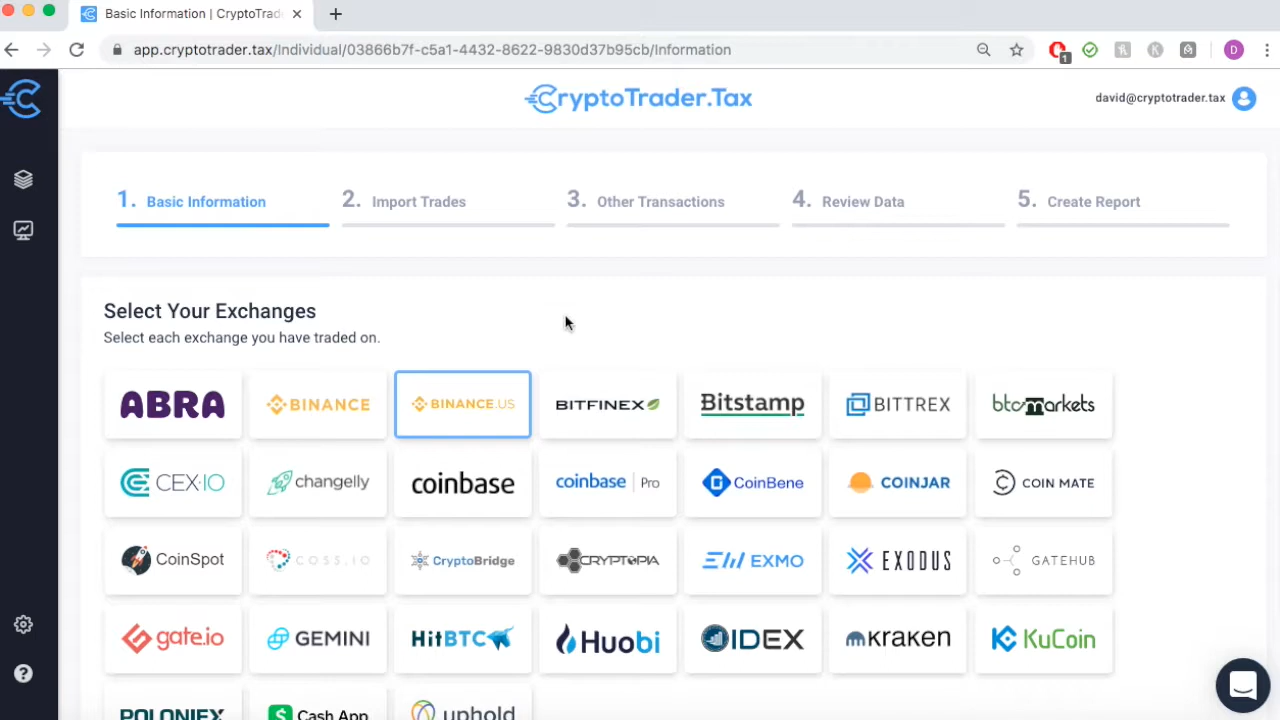 Basic Information | CryptoTrad
app.cryptotrader.tax/Individual/03866b7f-c5a1-4432-8622-9830d37b95cb/Information
1
D
CryptoTrader.Tax
david@cryptotrader.tax
1. Basic Information
2. Import Trades
3. Other Transactions
4. Review Data
5. Create Report
Select Your Exchanges
Select each exchange you have traded on.
ABRA
BINANCE
BINANCE.US
BITFINEX
Bitstamp
BITTREX
btcmarkets
CEX.IO
changelly
coinbase
coinbase | Pro
CoinBene
COINJAR
COIN MATE
CoinSpot
COSS.IO
CryptoBridge
CRYPTOPIA
EXMO
EXODUS
GATEHUB
gate.io
GEMINI
HitBTC
Huobi
IDEX
kraken
KuCoin
POLONIEX
Cash App
uphold